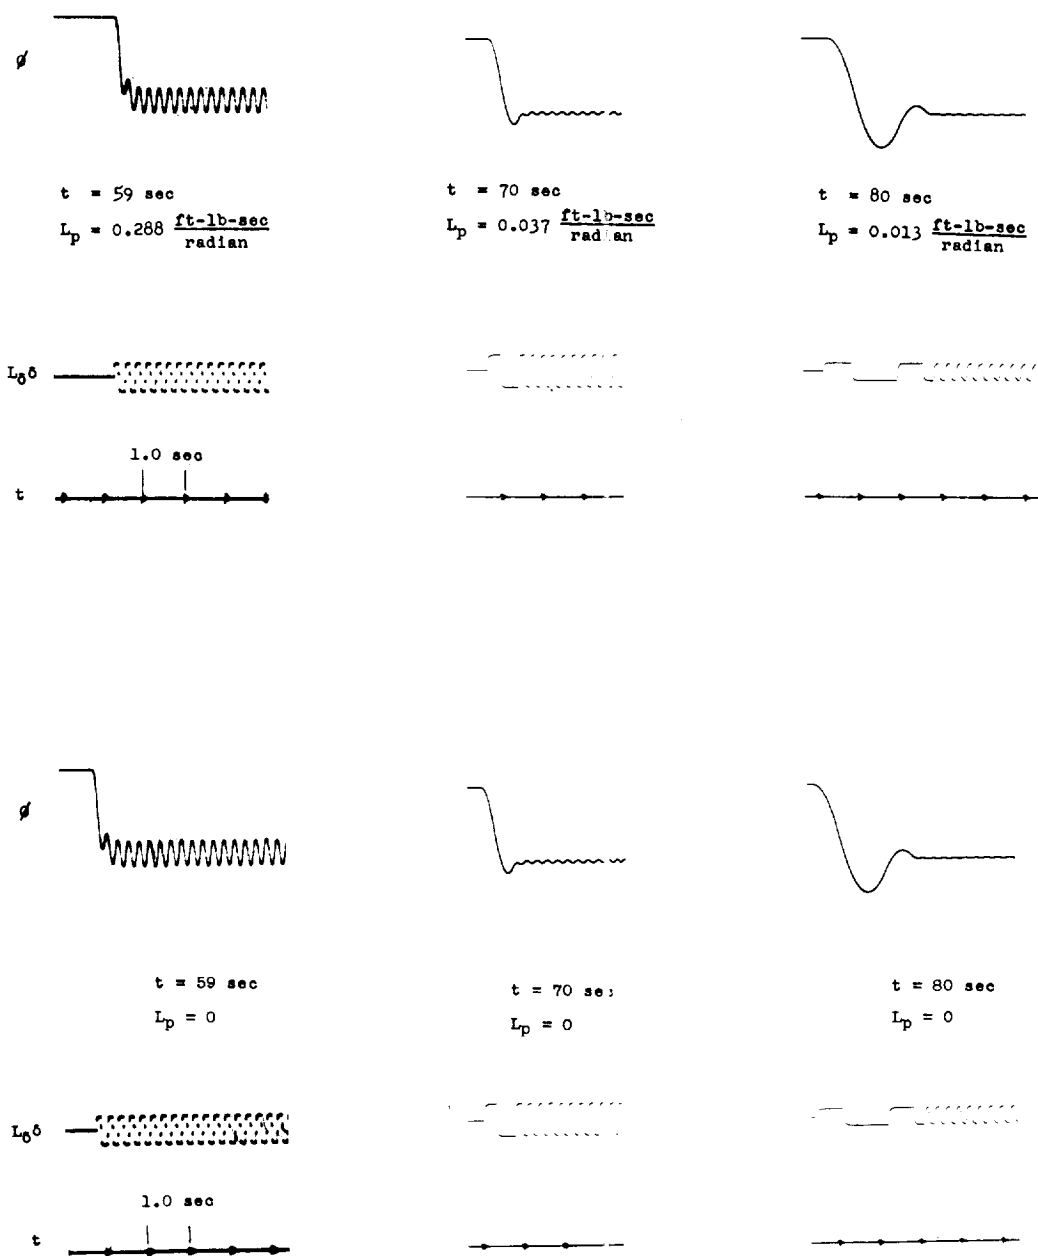 ϕ
t = 59 sec
L_p = 0.288 ft-lb-sec/radian
t = 70 sec
L_p = 0.037 ft-lb-sec/radian
t = 80 sec
L_p = 0.013 ft-lb-sec/radian
L_δδ
1.0 sec
t
ϕ
t = 59 sec
L_p = 0
t = 70 sec
L_p = 0
t = 80 sec
L_p = 0
L_δδ
1.0 sec
t